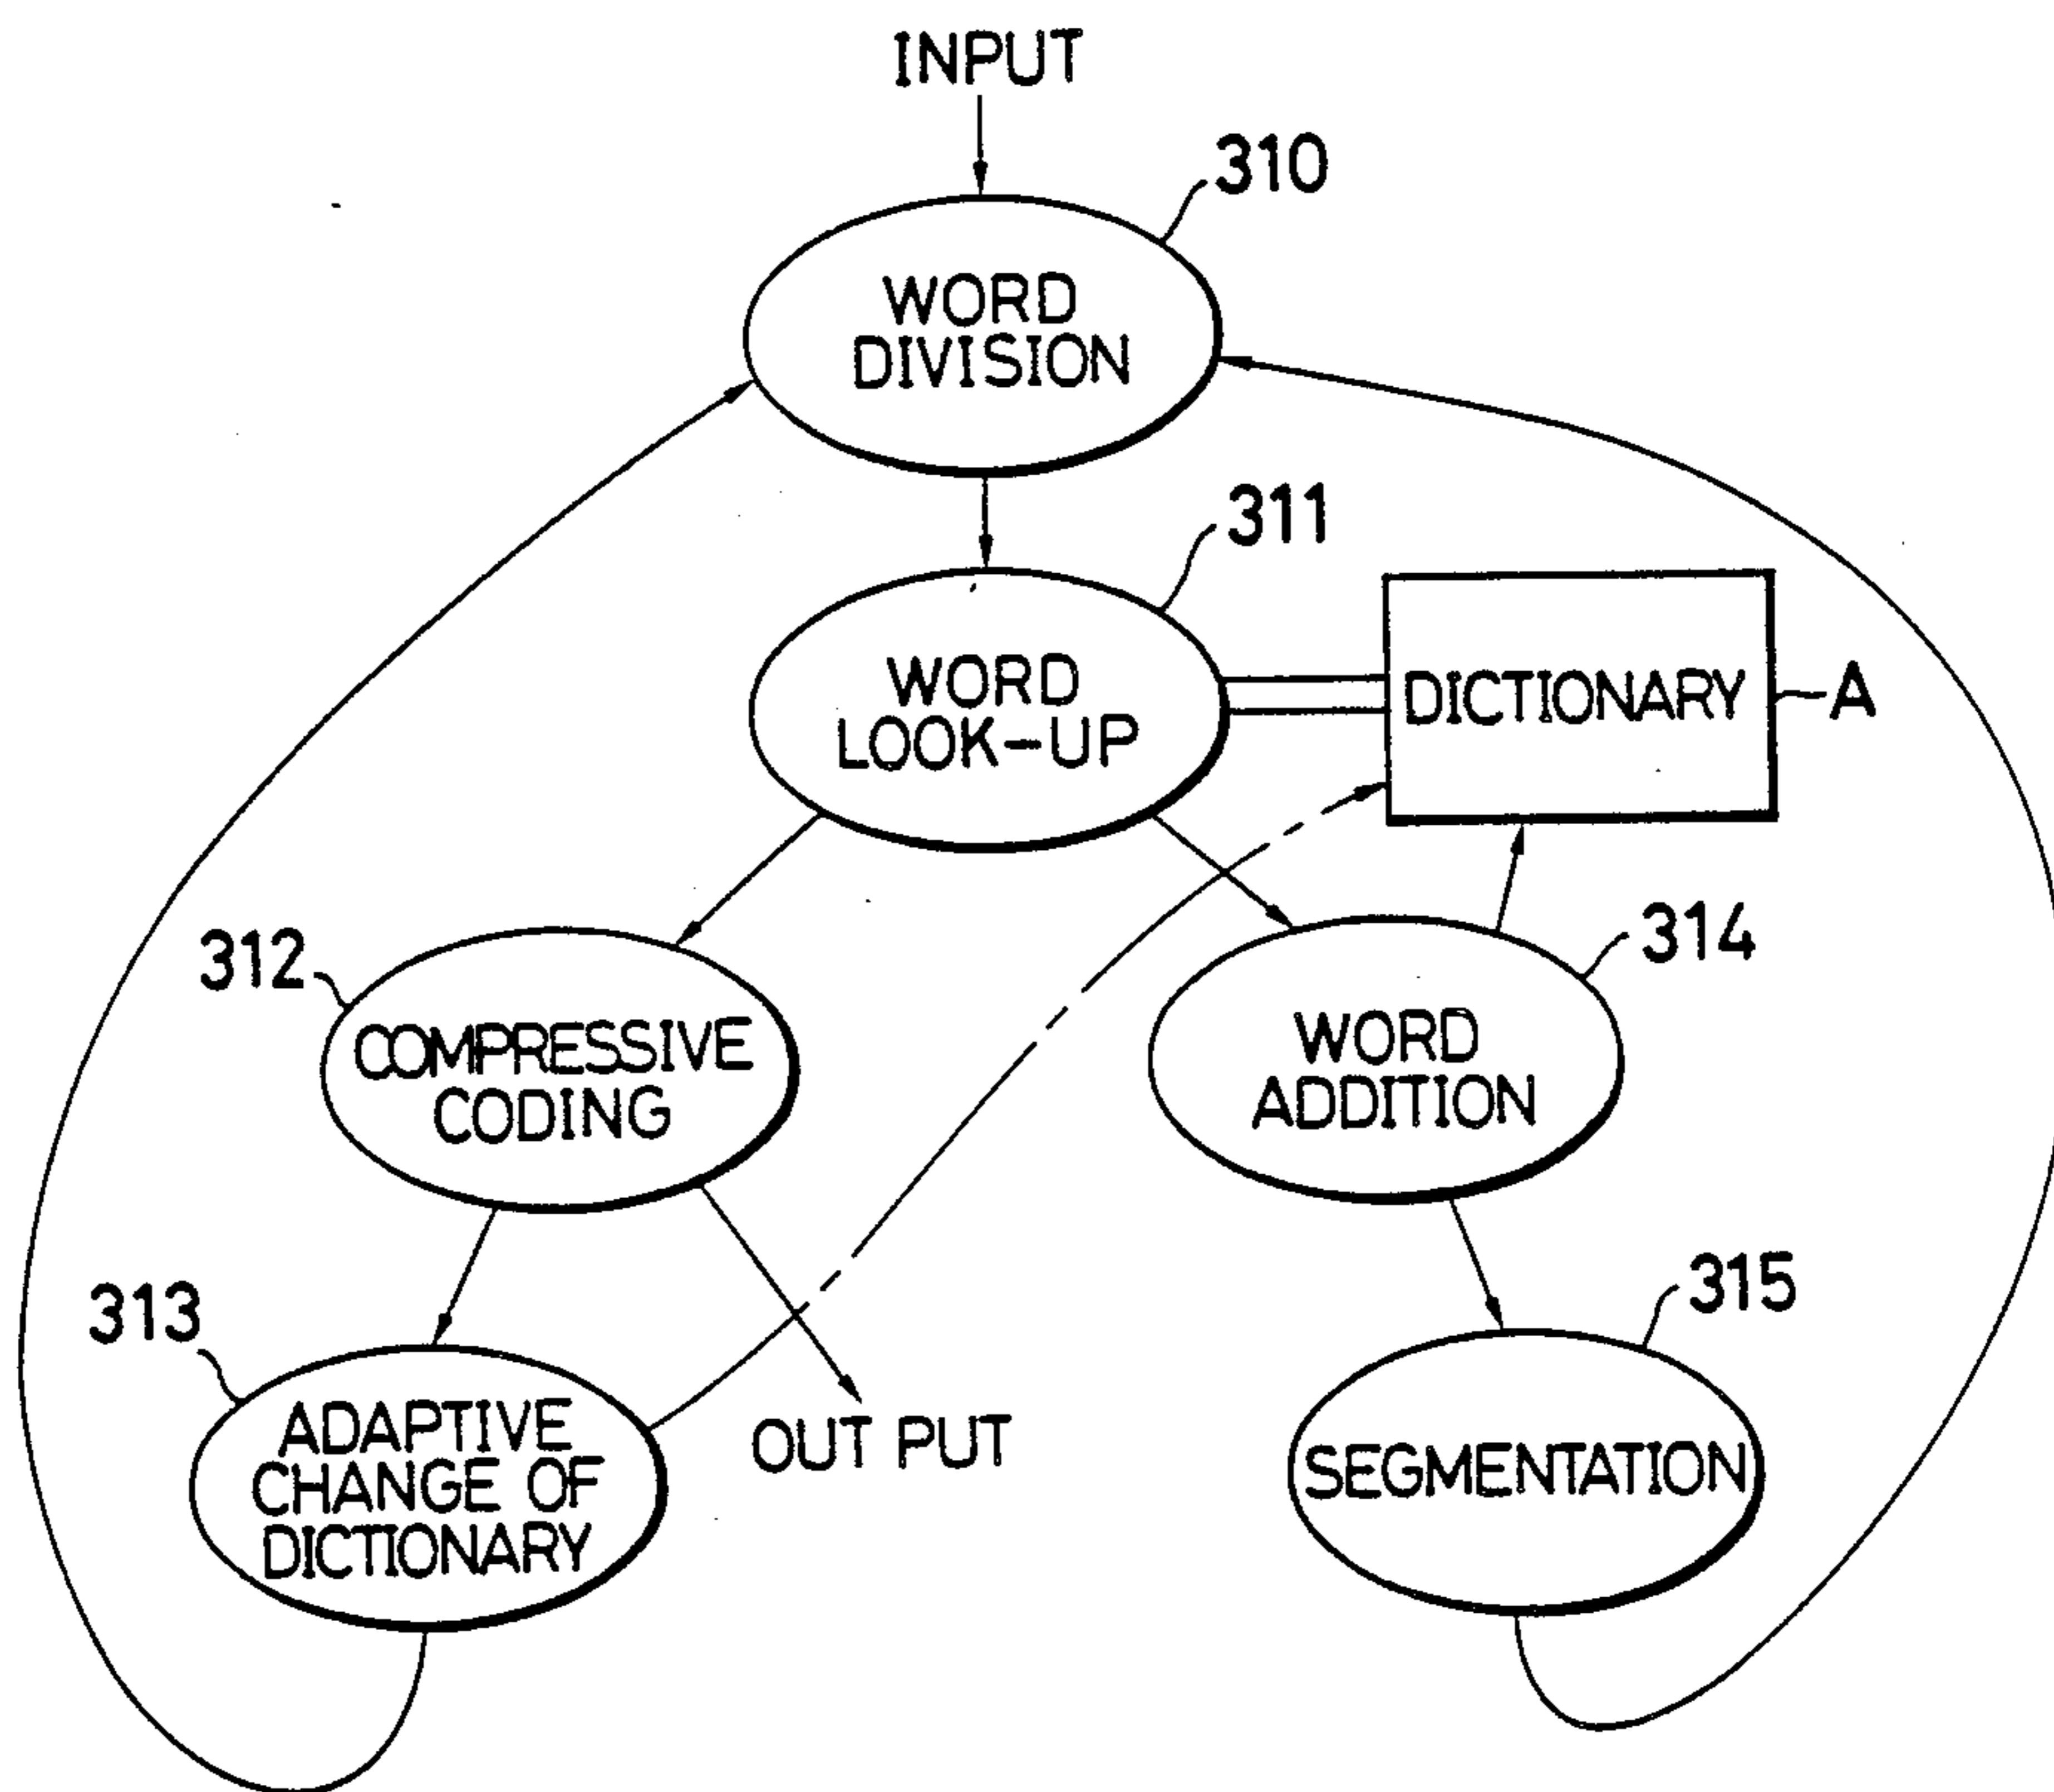 INPUT
310
WORD
DIVISION
311
WORD
LOOK-UP
DICTIONARY
A
312
COMPRESSIVE
CODING
314
WORD
ADDITION
313
ADAPTIVE
CHANGE OF
DICTIONARY
OUT PUT
315
SEGMENTATION